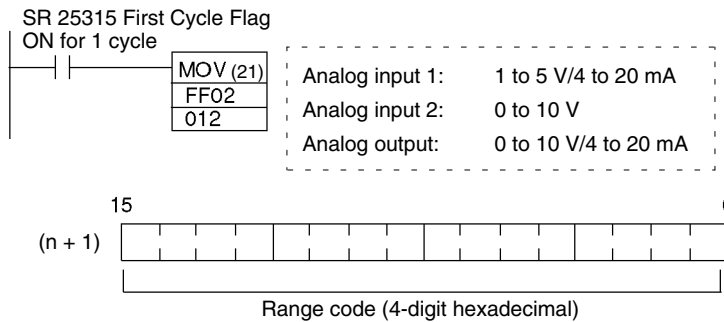 SR 25315 First Cycle Flag
ON for 1 cycle
MOV (21)
FF02
012
Analog input 1: 1 to 5 V/4 to 20 mA
Analog input 2: 0 to 10 V
Analog output: 0 to 10 V/4 to 20 mA
15
(n + 1)
Range code (4-digit hexadecimal)